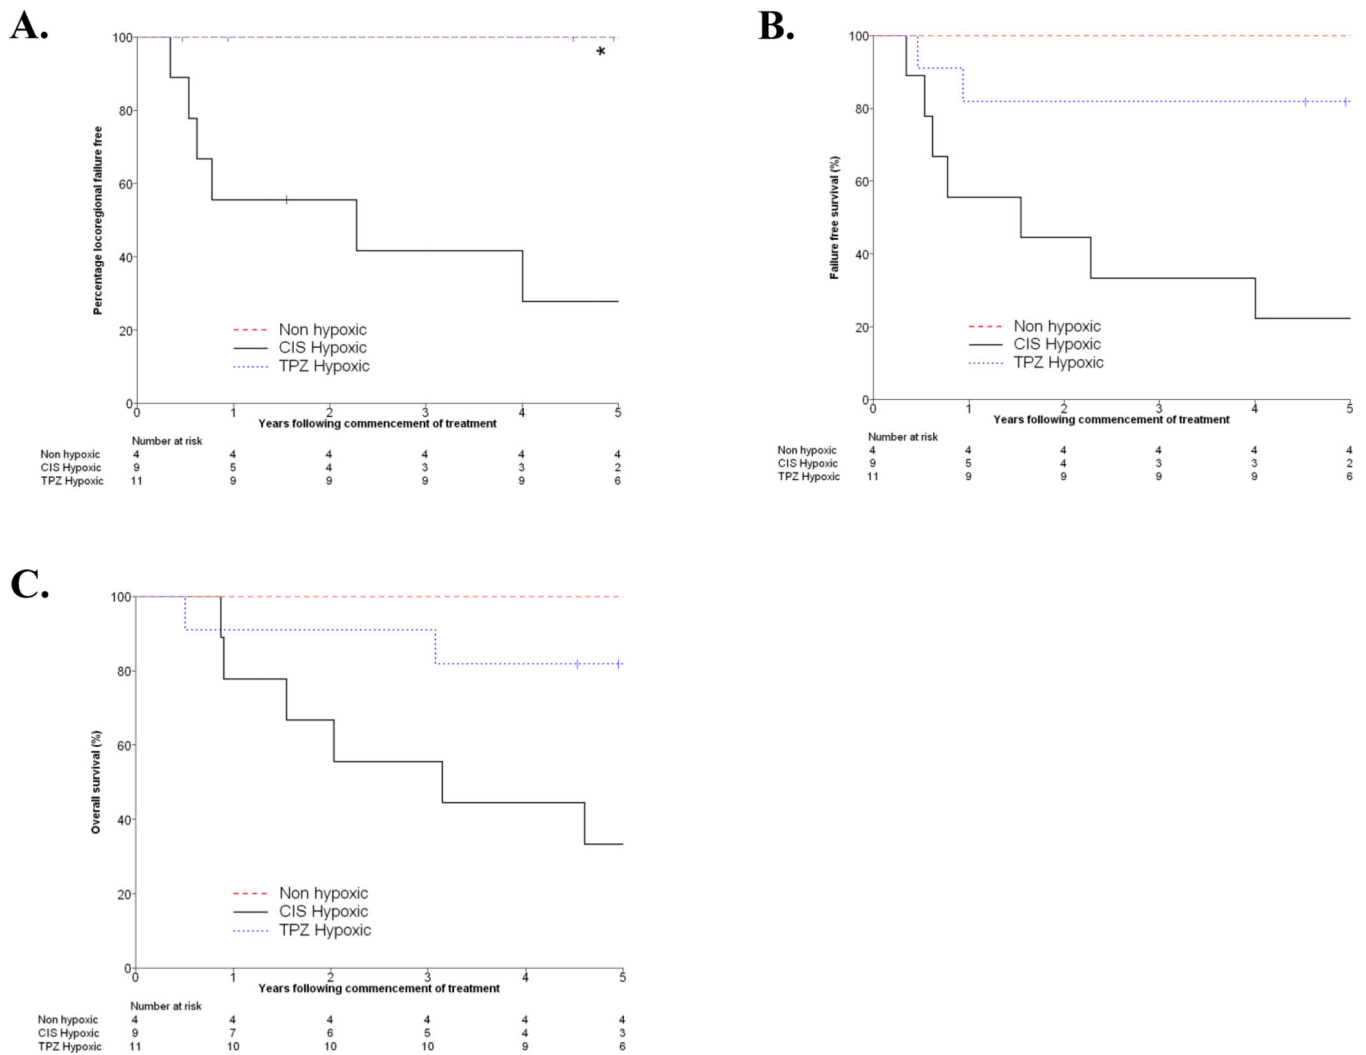 A.
100
80
60
40
20
0
Percentage locoregional failure free
*
Non hypoxic
CIS Hypoxic
TPZ Hypoxic
0 1 2 3 4 5
Years following commencement of treatment
Number at risk
Non hypoxic 4 4 4 4 4 4
CIS Hypoxic 9 5 4 3 3 2
TPZ Hypoxic 11 9 9 9 9 6
B.
100
80
60
40
20
0
Failure free survival (%)
Non hypoxic
CIS Hypoxic
TPZ Hypoxic
0 1 2 3 4 5
Years following commencement of treatment
Number at risk
Non hypoxic 4 4 4 4 4 4
CIS Hypoxic 9 5 4 3 3 2
TPZ Hypoxic 11 9 9 9 9 6
C.
100
80
60
40
20
0
Overall survival (%)
Non hypoxic
CIS Hypoxic
TPZ Hypoxic
0 1 2 3 4 5
Years following commencement of treatment
Number at risk
Non hypoxic 4 4 4 4 4 4
CIS Hypoxic 9 7 6 5 4 3
TPZ Hypoxic 11 10 10 10 9 6